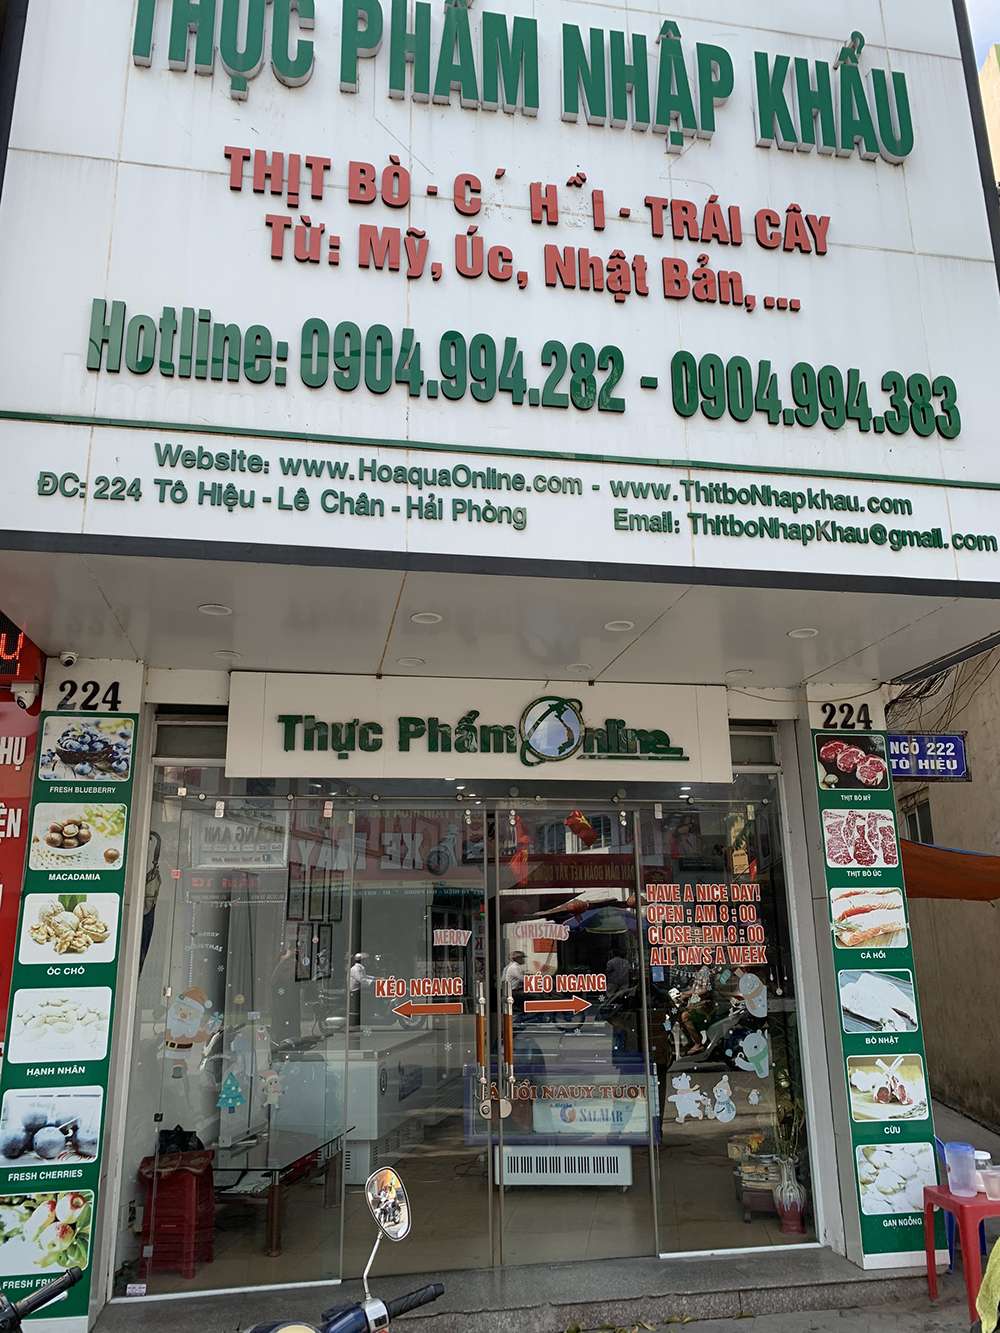 THỰC PHẨM NHẬP KHẨU
THỊT BÒ - C´ H ̂̀I - TRÁI CÂY
Từ: Mỹ, Úc, Nhật Bản, ...
Hotline: 0904.994.282 - 0904.994.383
Website: www.HoaquaOnline.com - www.ThitboNhapkhau.com
ĐC: 224 Tô Hiệu - Lê Chân - Hải Phòng
Email: ThitboNhapKhau@gmail.com
224
Thực Phẩm Online
224
NGÕ 222
TÔ HIỆU
FRESH BLUEBERRY
MACADAMIA
ÓC CHÓ
HẠNH NHÂN
FRESH CHERRIES
FRESH
THỊT BÒ MỸ
THỊT BÒ ÚC
CÁ HỒI
BÒ NHẬT
CỪU
GAN NGỖNG
HAVE A NICE DAY!
OPEN : AM 8 : 00
CLOSE : PM 8 : 00
ALL DAYS A WEEK
MERRY
CHRISTMAS
KÉO NGANG
KÉO NGANG
HỒI NAUY TƯƠI
SALMAR